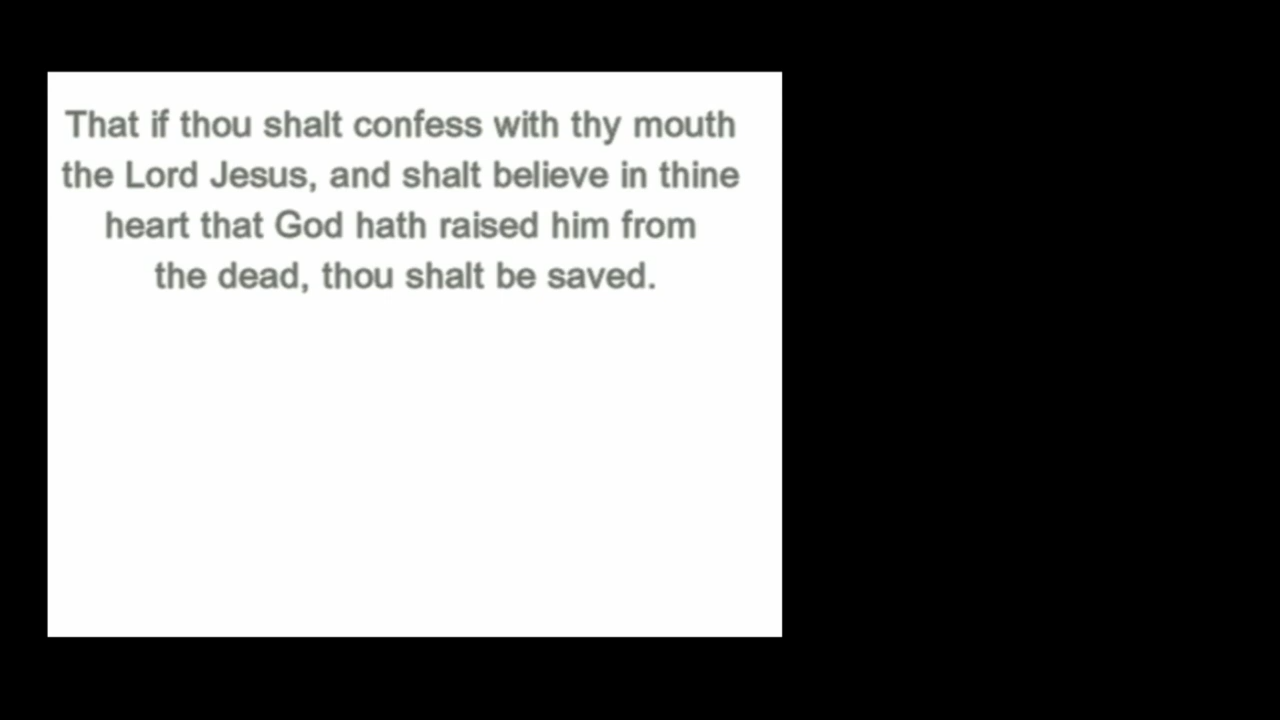 That if thou shalt confess with thy mouth
the Lord Jesus, and shalt believe in thine
heart that God hath raised him from
the dead, thou shalt be saved.